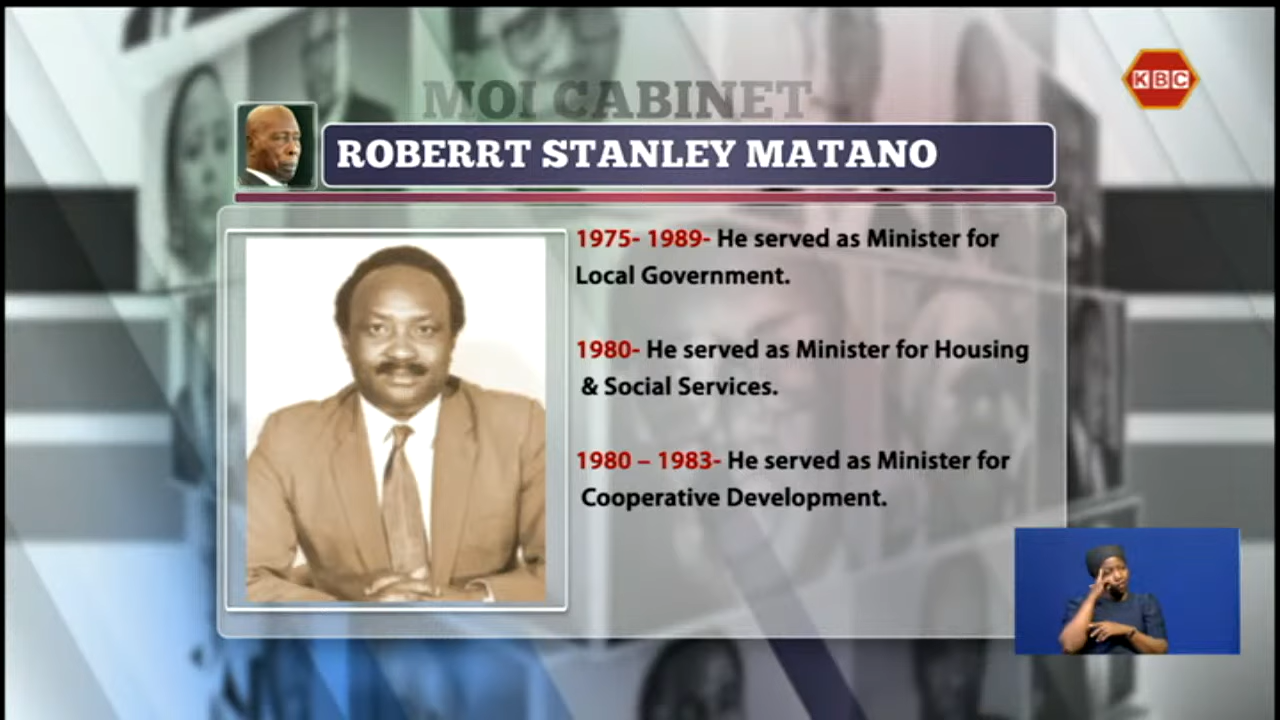 MOI CABINET
KBC
ROBERRT STANLEY MATANO
1975- 1989- He served as Minister for
Local Government.
1980- He served as Minister for Housing
& Social Services.
1980 – 1983- He served as Minister for
Cooperative Development.